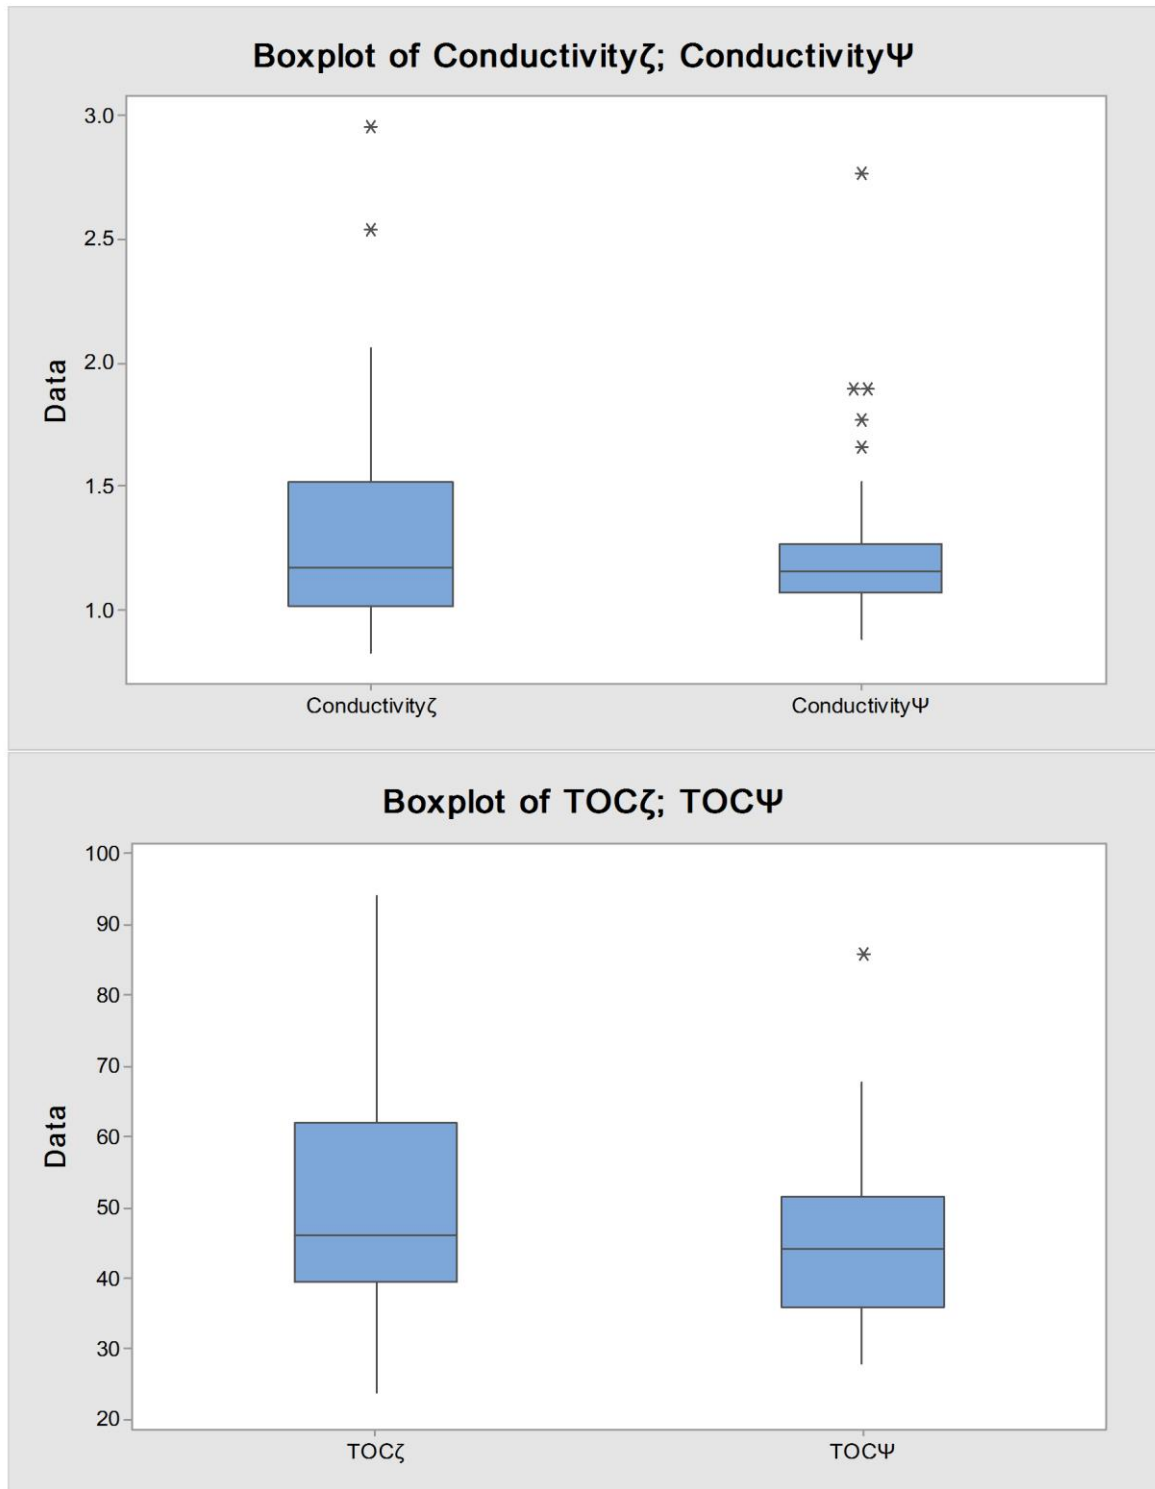 Boxplot of Conductivityζ; ConductivityΨ
3.0
2.5
2.0
1.5
1.0
Data
Conductivityζ ConductivityΨ
Boxplot of TOCζ; TOCΨ
100
90
80
70
60
50
40
30
20
Data
TOCζ TOCΨ